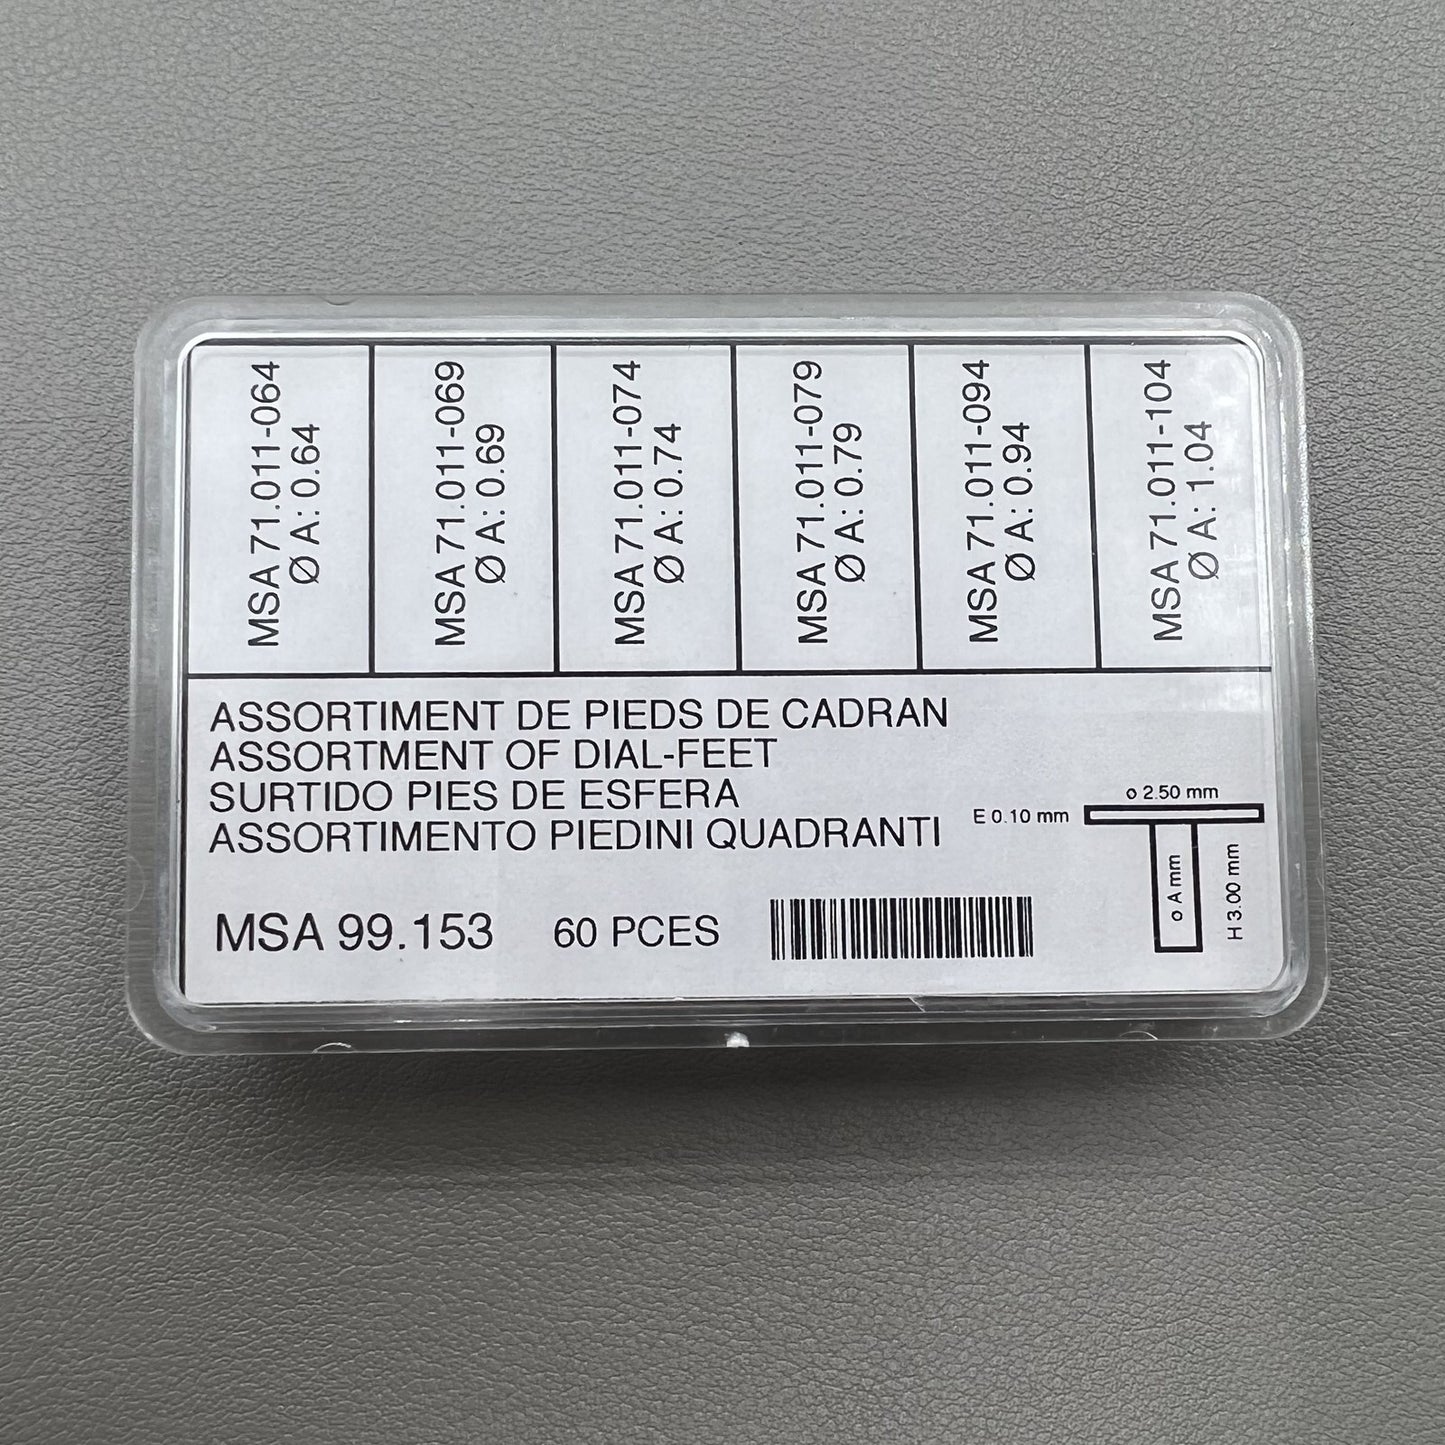 MSA 71.011-064
Ø A: 0.64
MSA 71.011-069
Ø A: 0.69
MSA 71.011-074
Ø A: 0.74
MSA 71.011-079
Ø A: 0.79
MSA 71.011-094
Ø A: 0.94
MSA 71.011-104
Ø A: 1.04
ASSORTIMENT DE PIEDS DE CADRAN
ASSORTMENT OF DIAL-FEET
SURTIDO PIES DE ESFERA
ASSORTIMENTO PIEDINI QUADRANTI
MSA 99.153 60 PCES
o 2.50 mm
E 0.10 mm
o A mm
H 3.00 mm